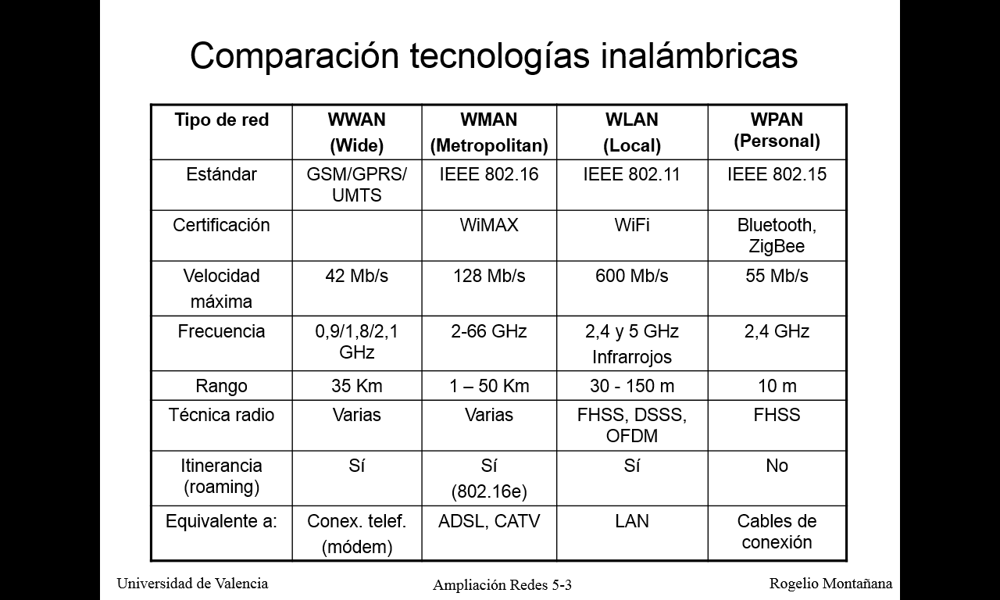 Comparación tecnologías inalámbricas
Tipo de red
WWAN
(Wide)
WMAN
(Metropolitan)
WLAN
(Local)
WPAN
(Personal)
Estándar
GSM/GPRS/
UMTS
IEEE 802.16
IEEE 802.11
IEEE 802.15
Certificación
WiMAX
WiFi
Bluetooth,
ZigBee
Velocidad
máxima
42 Mb/s
128 Mb/s
600 Mb/s
55 Mb/s
Frecuencia
0,9/1,8/2,1
GHz
2-66 GHz
2,4 y 5 GHz
Infrarrojos
2,4 GHz
Rango
35 Km
1 – 50 Km
30 - 150 m
10 m
Técnica radio
Varias
Varias
FHSS, DSSS,
OFDM
FHSS
Itinerancia
(roaming)
Sí
Sí
(802.16e)
Sí
No
Equivalente a:
Conex. telef.
(módem)
ADSL, CATV
LAN
Cables de
conexión
Universidad de Valencia
Ampliación Redes 5-3
Rogelio Montañana